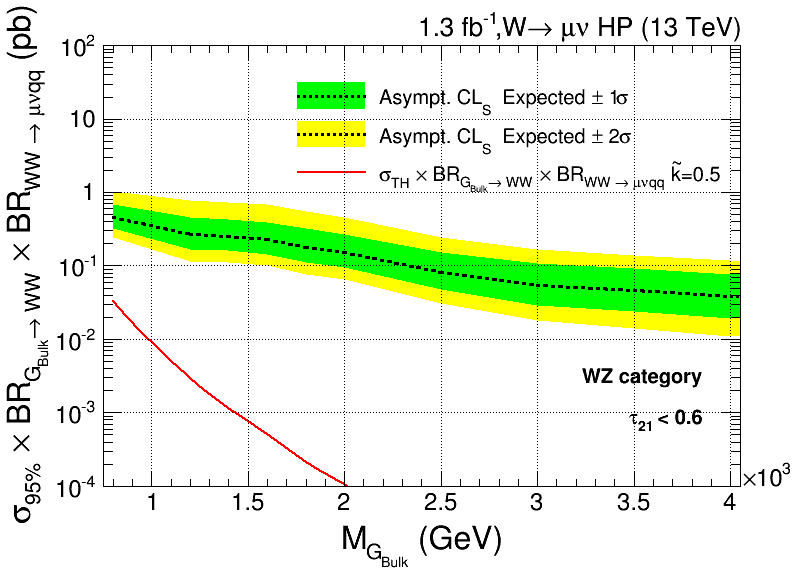 1.3 fb⁻¹,W→ μν HP (13 TeV)
σ₉₅% × BR_G_Bulk→ WW × BR_WW → μνqq (pb)
10²
10
1
10⁻¹
10⁻²
10⁻³
10⁻⁴
Asympt. CL_S Expected ± 1σ
Asympt. CL_S Expected ± 2σ
σ_TH × BR_G_Bulk→ WW × BR_WW → μνqq k̃=0.5
WZ category
τ₂₁ < 0.6
1 1.5 2 2.5 3 3.5 4
×10³
M_G_Bulk (GeV)